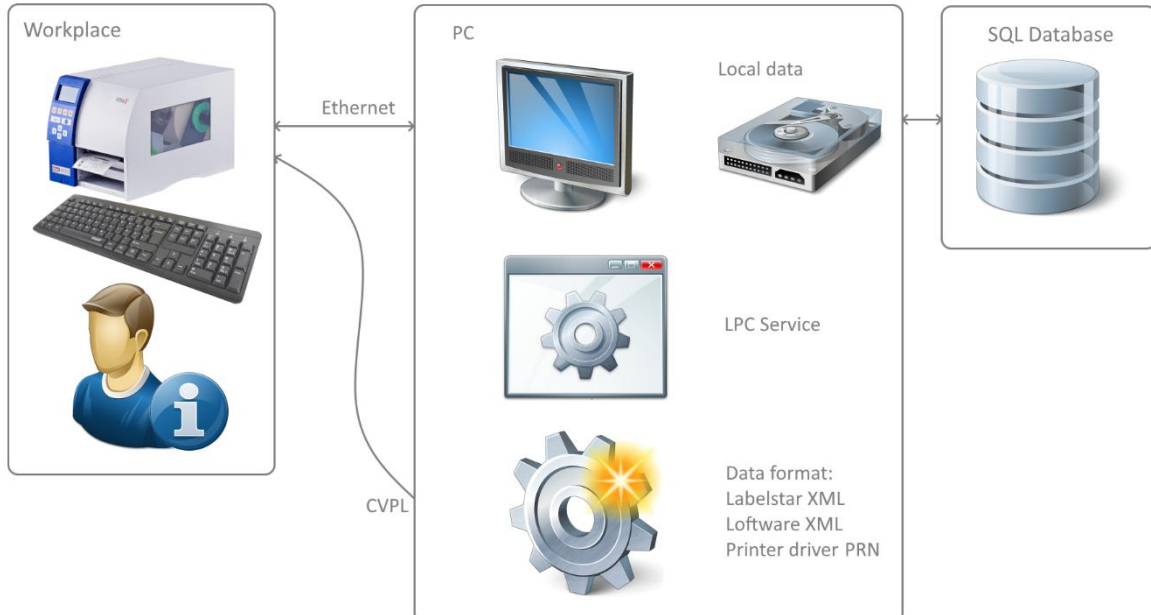 Workplace
PC
SQL Database
Local data
Ethernet
LPC Service
CVPL
Data format:
Labelstar XML
Loftware XML
Printer driver PRN